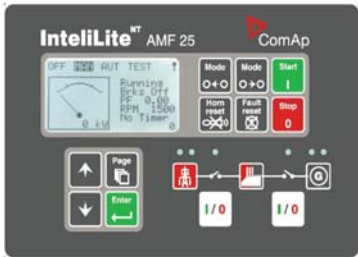 InteliLite NT AMF 25
ComAp
OFF MAN AUT TEST !
Running
Brks Off
PF 0.00
RPM 1500
No Timer
0 kW 0
Mode
Mode
Start
I
Horn reset
Fault reset
Stop
0
Page
Enter
G
I/0
I/0